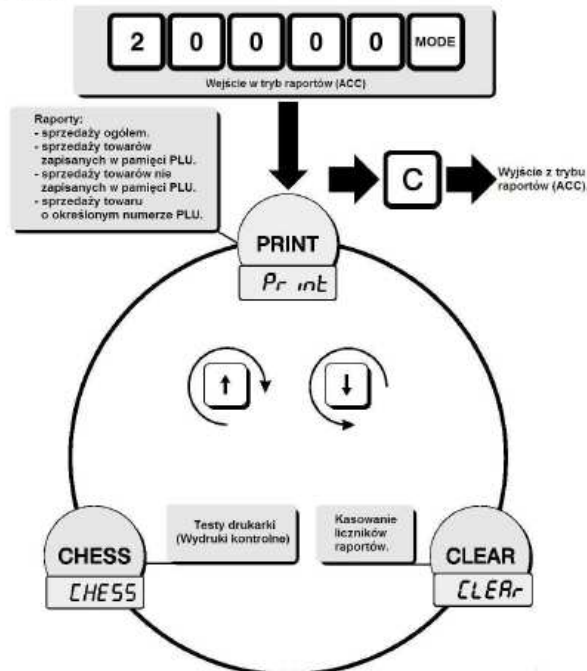 2 0 0 0 0 MODE
Wejście w tryb raportów (ACC)
Raporty:
- sprzedaży ogółem.
- sprzedaży towarów
zapisanych w pamięci PLU.
- sprzedaży towarów nie
zapisanych w pamięci PLU.
- sprzedaży towaru
o określonym numerze PLU.
C
Wyjście z trybu
raportów (ACC).
PRINT
Print
Testy drukarki
(Wydruki kontrolne)
Kasowanie
liczników
raportów.
CHESS
CHESS
CLEAR
CLEAr